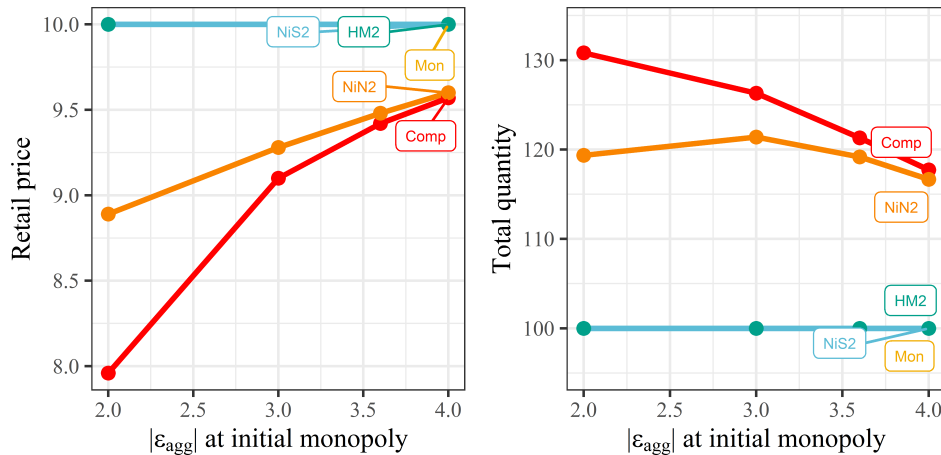 10.0
9.5
9.0
8.5
8.0
Retail price
NiS2
HM2
Mon
NiN2
Comp
2.0 2.5 3.0 3.5 4.0
|εagg| at initial monopoly
130
120
110
100
Total quantity
Comp
NiN2
HM2
NiS2
Mon
2.0 2.5 3.0 3.5 4.0
|εagg| at initial monopoly